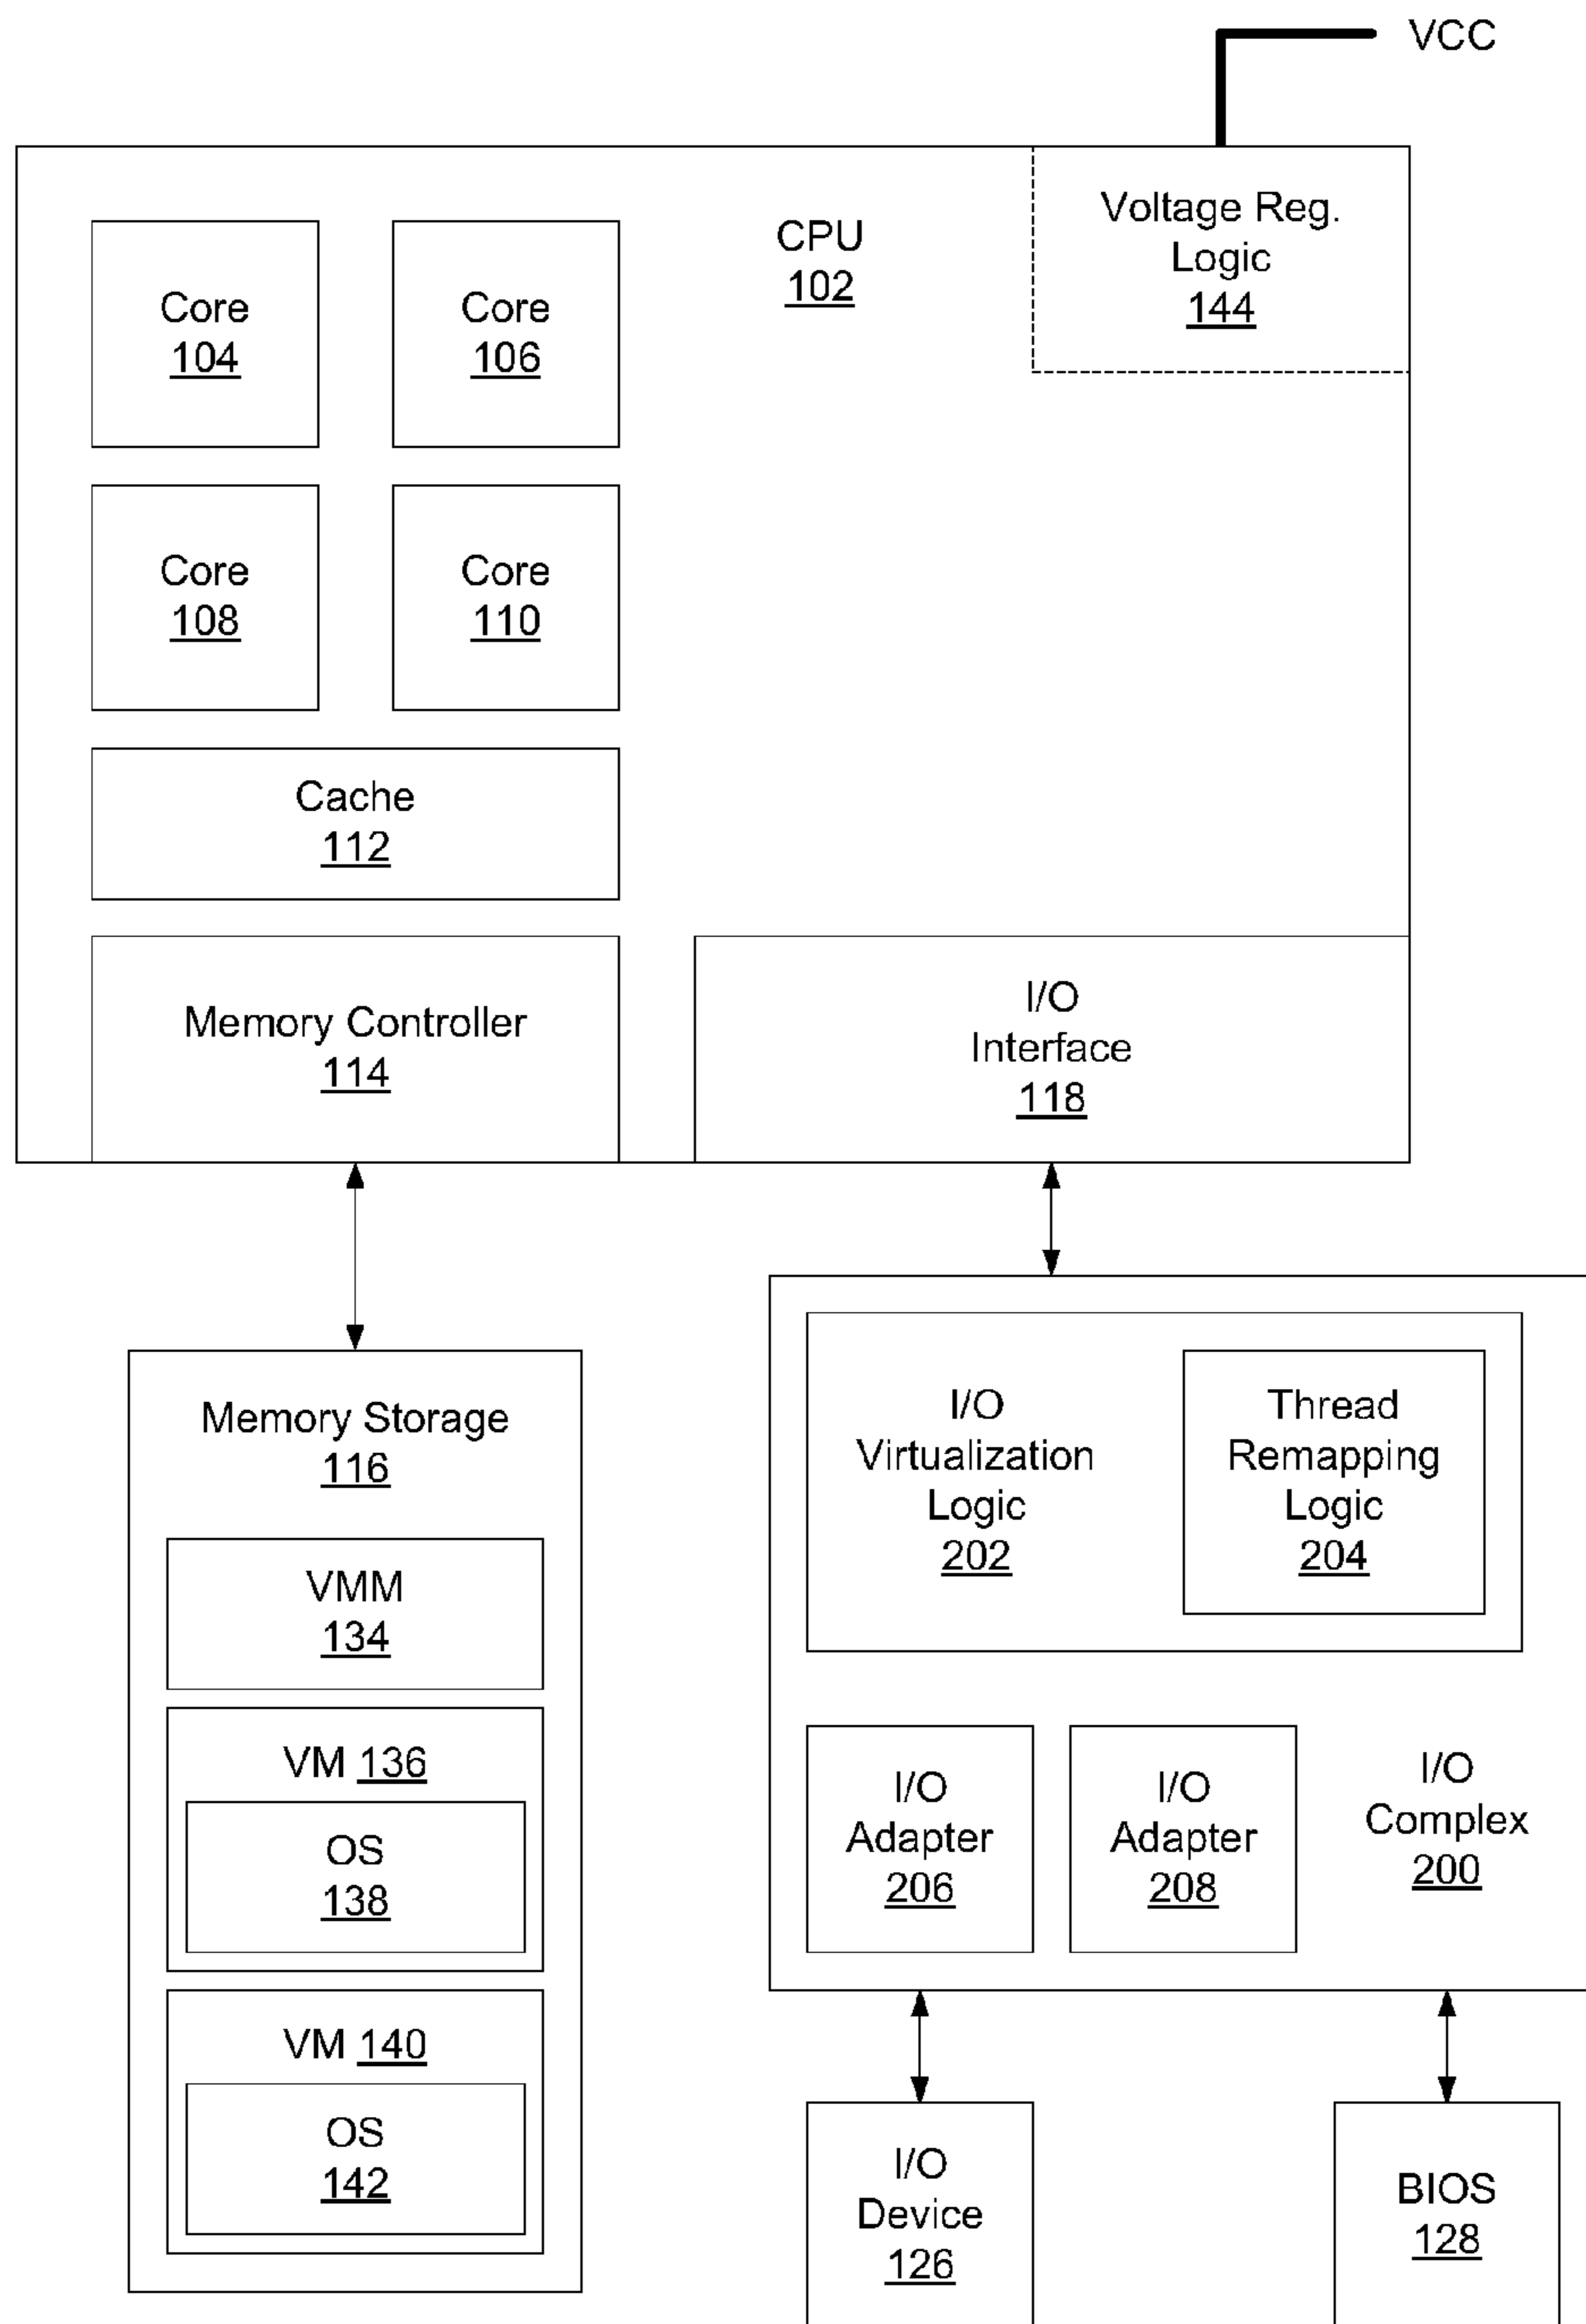 VCC
CPU
102
Voltage Reg.
Logic
144
Core
104
Core
106
Core
108
Core
110
Cache
112
Memory Controller
114
I/O
Interface
118
Memory Storage
116
VMM
134
VM 136
OS
138
VM 140
OS
142
I/O
Virtualization
Logic
202
Thread
Remapping
Logic
204
I/O
Adapter
206
I/O
Adapter
208
I/O
Complex
200
I/O
Device
126
BIOS
128